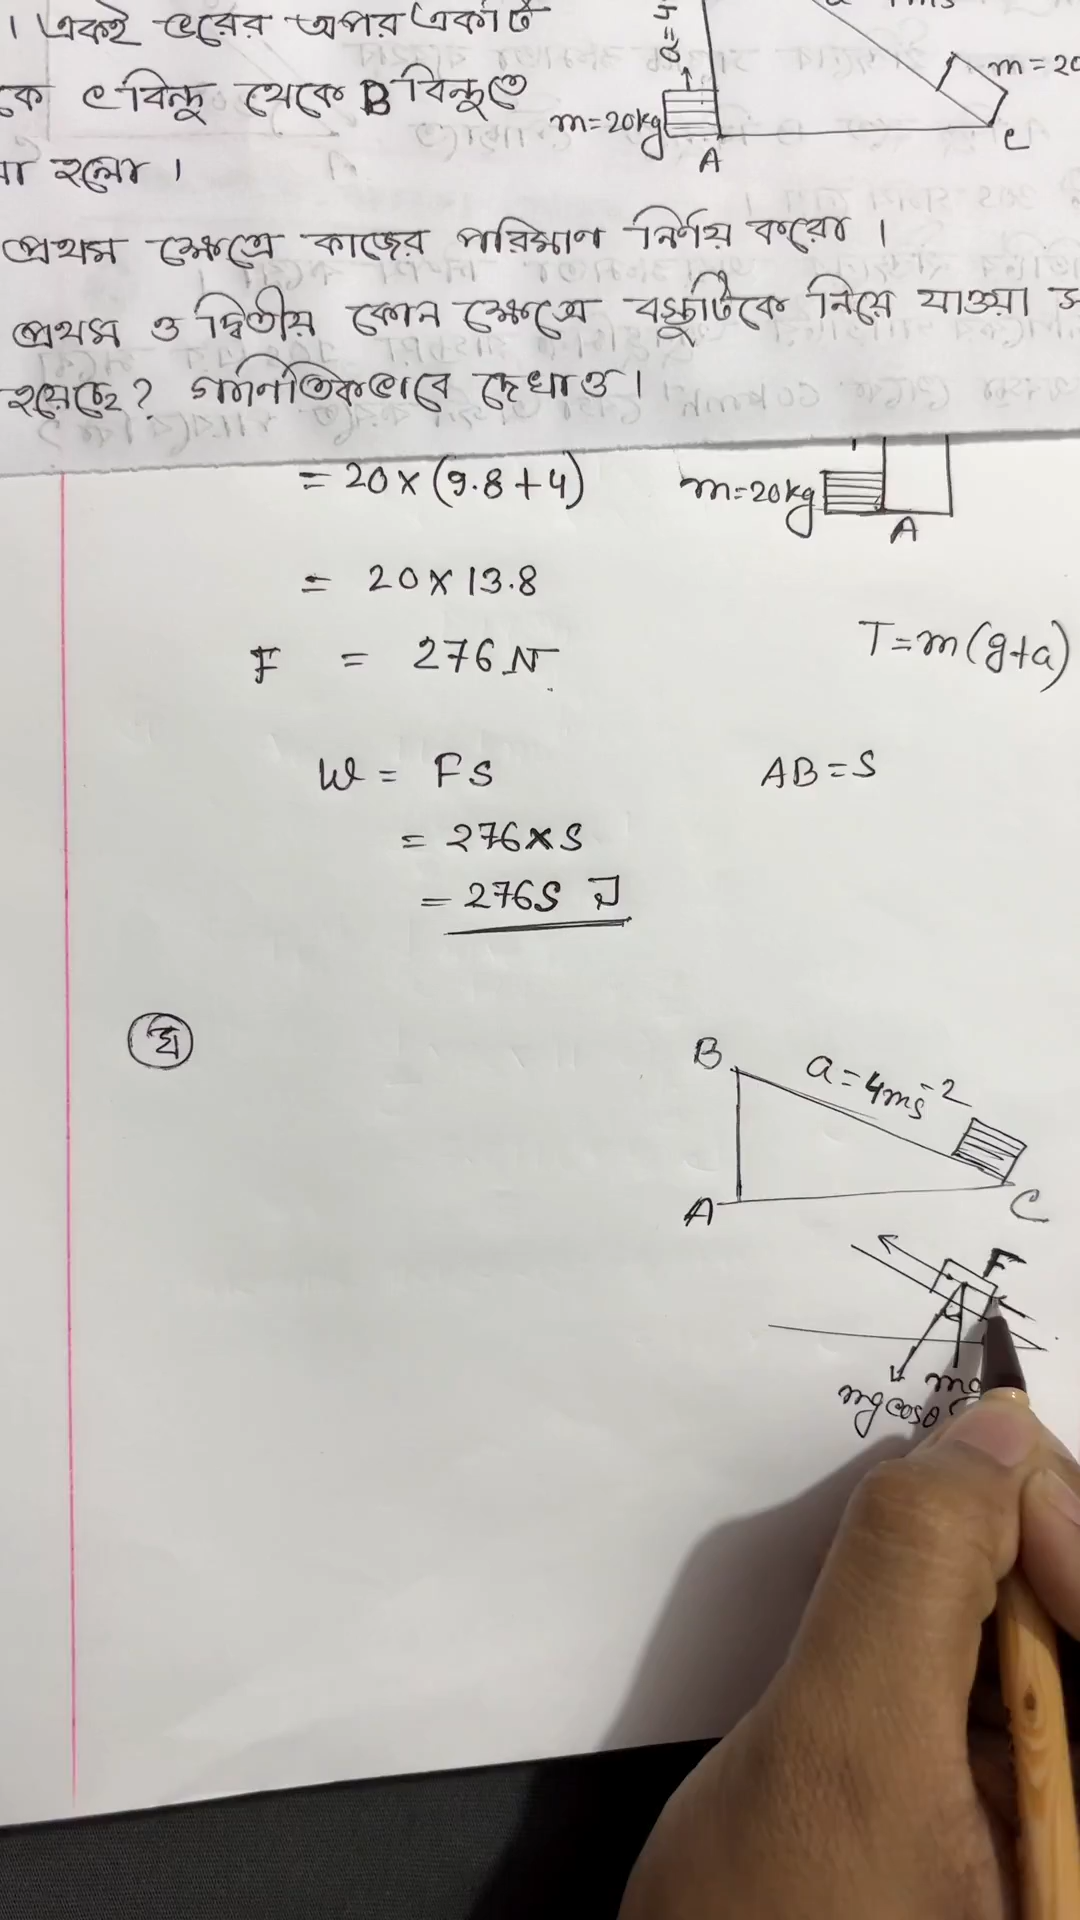 । একই ভরের অপর একটি
কে C বিন্দু থেকে B বিন্দুতে
হলো ।
m=20kg
A
m=20
C
প্রথম ক্ষেত্রে কাজের পরিমাণ নির্ণয় করো ।
প্রথম ও দ্বিতীয় কোন ক্ষেত্রে বস্তুটিকে নিয়ে যাওয়া
হয়েছে? গাণিতিকভাবে দেখাও ।
= 20×(9.8+4)
m=20kg
A
= 20×13.8
F = 276 N
T=m(g+a)
W = FS
AB=S
= 276×S
= 276S J
ঘ
B
a=4ms⁻²
A
C
F
mg cosθ